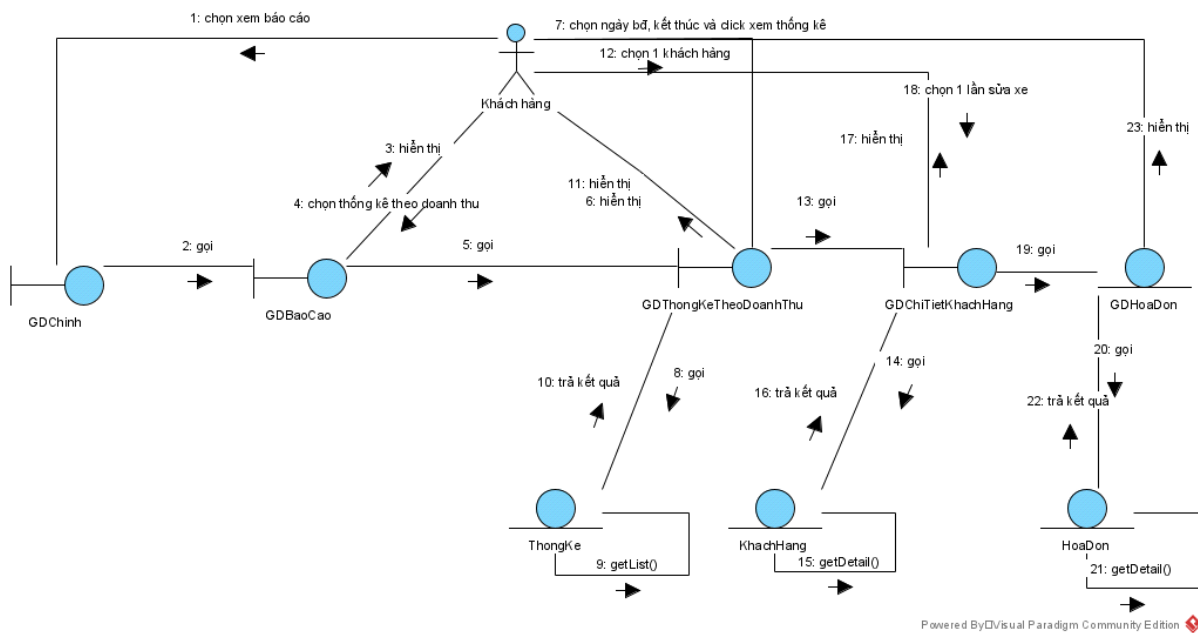 1: chọn xem báo cáo
7: chọn ngày bđ, kết thúc và click xem thống kê
12: chọn 1 khách hàng
18: chọn 1 lần sửa xe
Khách hàng
23: hiển thị
17: hiển thị
3: hiển thị
11: hiển thị
6: hiển thị
4: chọn thống kê theo doanh thu
13: gọi
2: gọi
5: gọi
19: gọi
GDChinh
GDBaoCao
GDThongKeTheoDoanhThu
GDChiTietKhachHang
GDHoaDon
20: gọi
14: gọi
8: gọi
10: trả kết quả
16: trả kết quả
22: trả kết quả
ThongKe
KhachHang
HoaDon
9: getList()
15: getDetail()
21: getDetail()
Powered By Visual Paradigm Community Edition